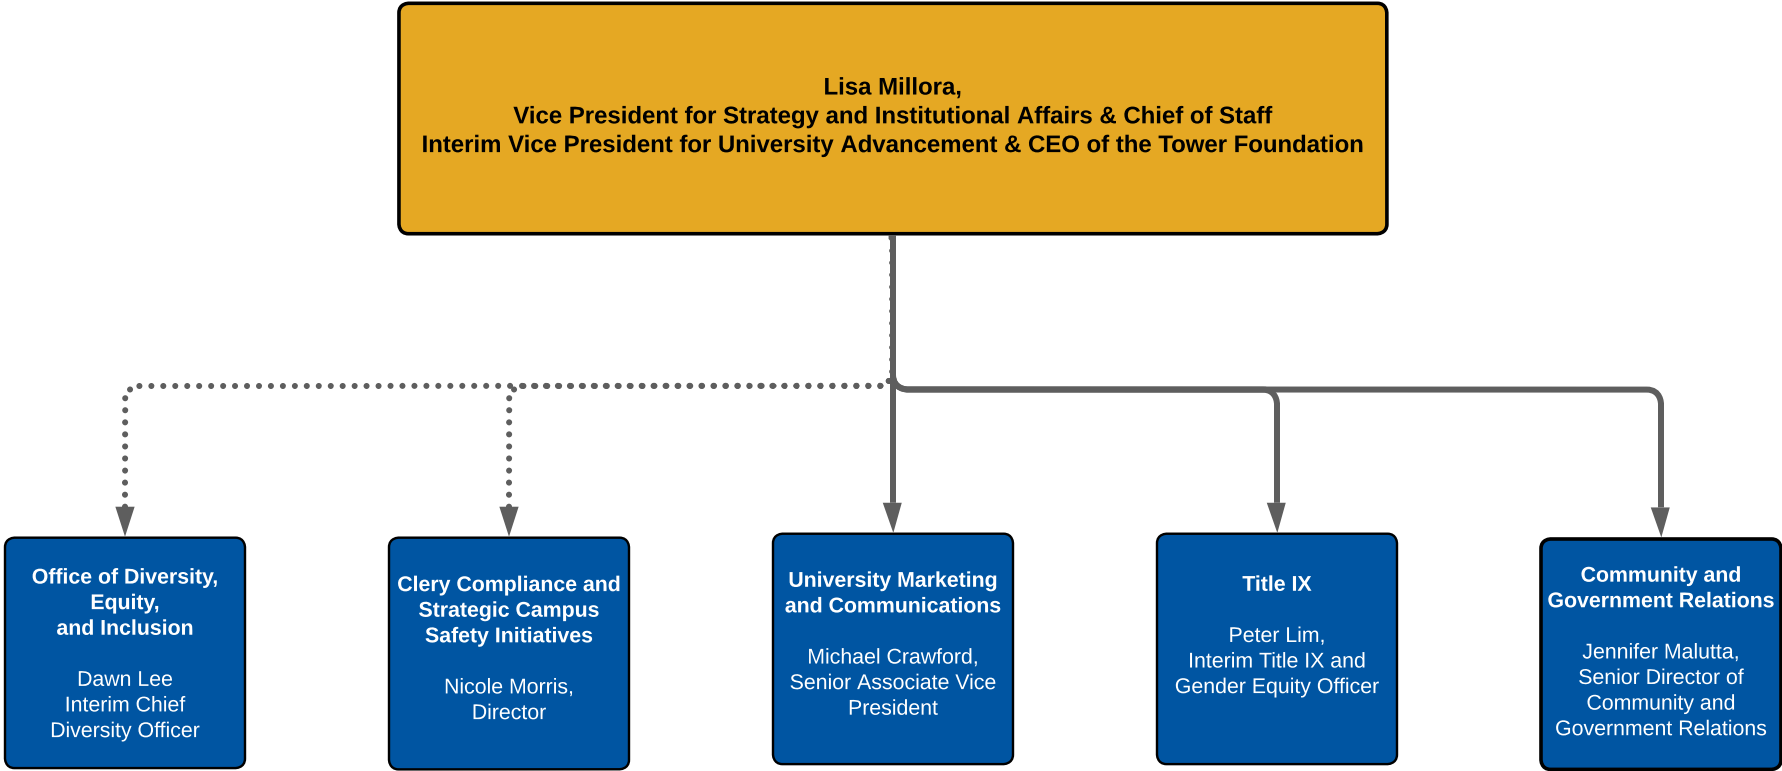 Lisa Millora,
Vice President for Strategy and Institutional Affairs & Chief of Staff
Interim Vice President for University Advancement & CEO of the Tower Foundation
Office of Diversity,
Equity,
and Inclusion
Dawn Lee
Interim Chief
Diversity Officer
Clery Compliance and
Strategic Campus
Safety Initiatives
Nicole Morris,
Director
University Marketing
and Communications
Michael Crawford,
Senior Associate Vice
President
Title IX
Peter Lim,
Interim Title IX and
Gender Equity Officer
Community and
Government Relations
Jennifer Malutta,
Senior Director of
Community and
Government Relations